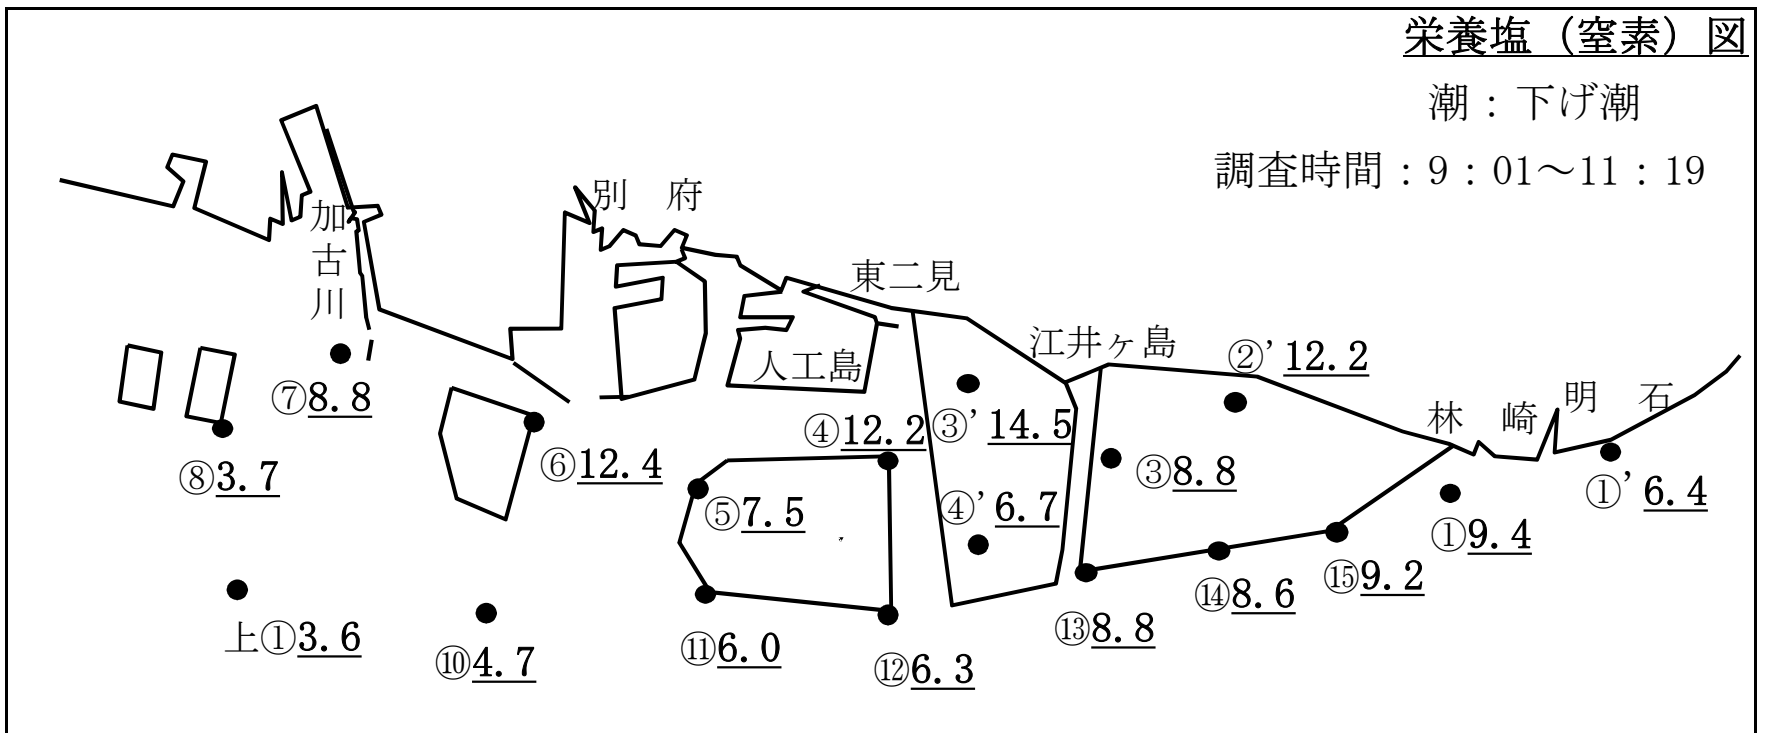 栄養塩（窒素）図
潮：下げ潮
調査時間：9：01～11：19
別　府
加古川
東二見
江井ヶ島
人工島
林　崎
明　石
②’12.2
⑦8.8
③’14.5
④12.2
⑥12.4
③8.8
⑧3.7
①’6.4
⑤7.5
④’6.7
①9.4
⑮9.2
⑭8.6
⑬8.8
上①3.6
⑩4.7
⑪6.0
⑫6.3